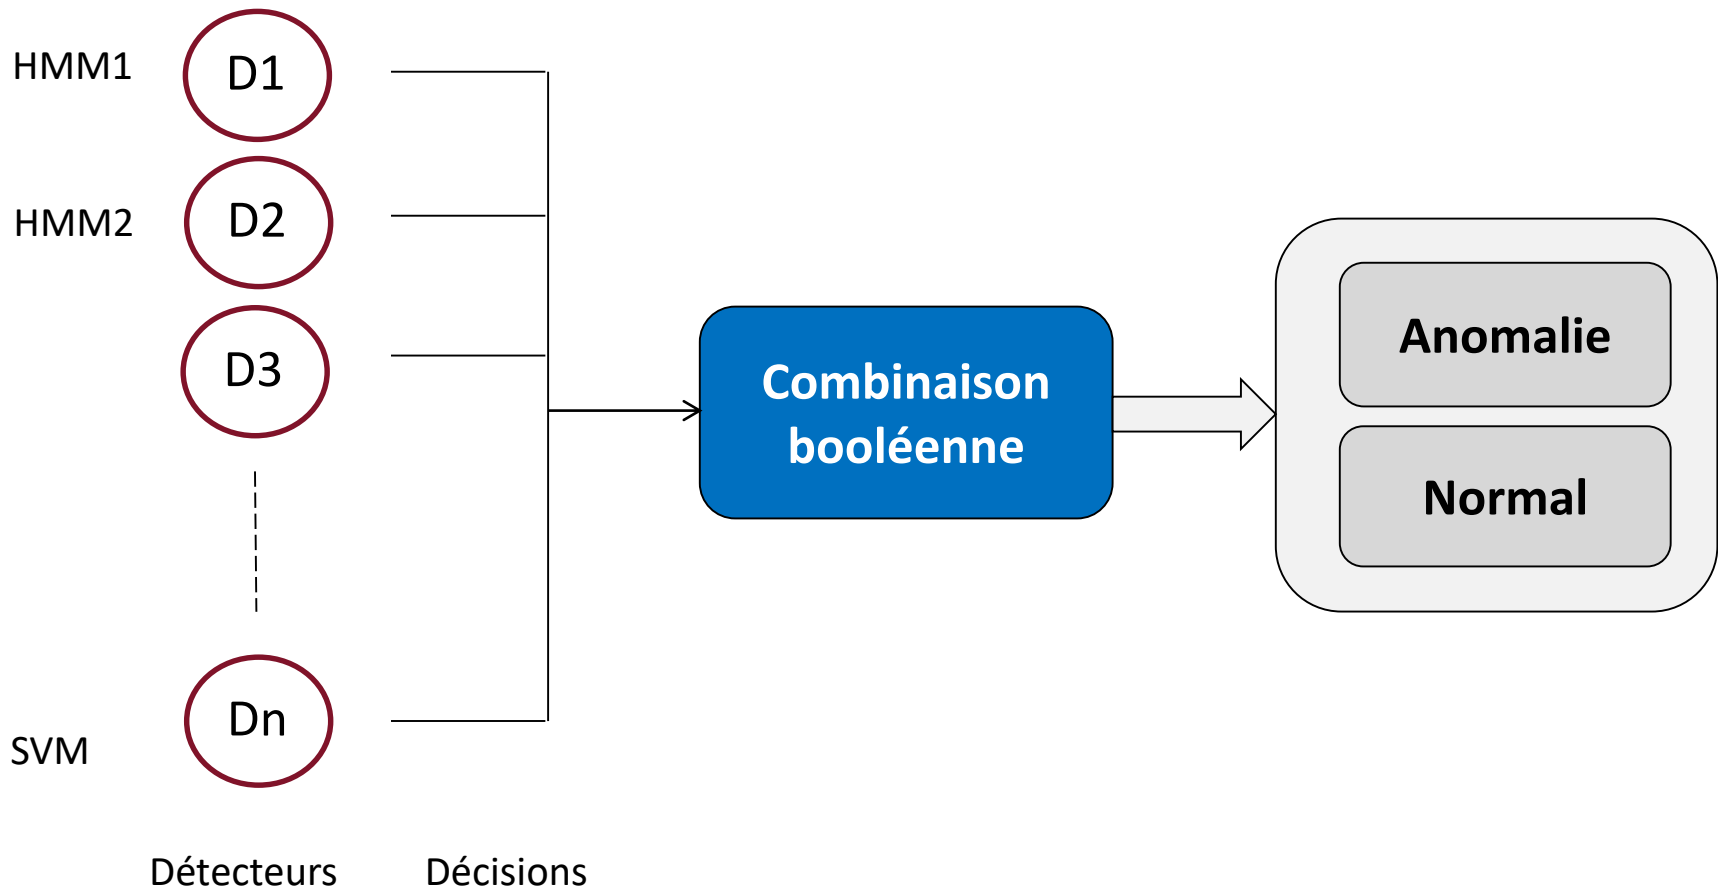 HMM1
D1
HMM2
D2
D3
Combinaison
booléenne
Anomalie
Normal
Dn
SVM
Détecteurs
Décisions